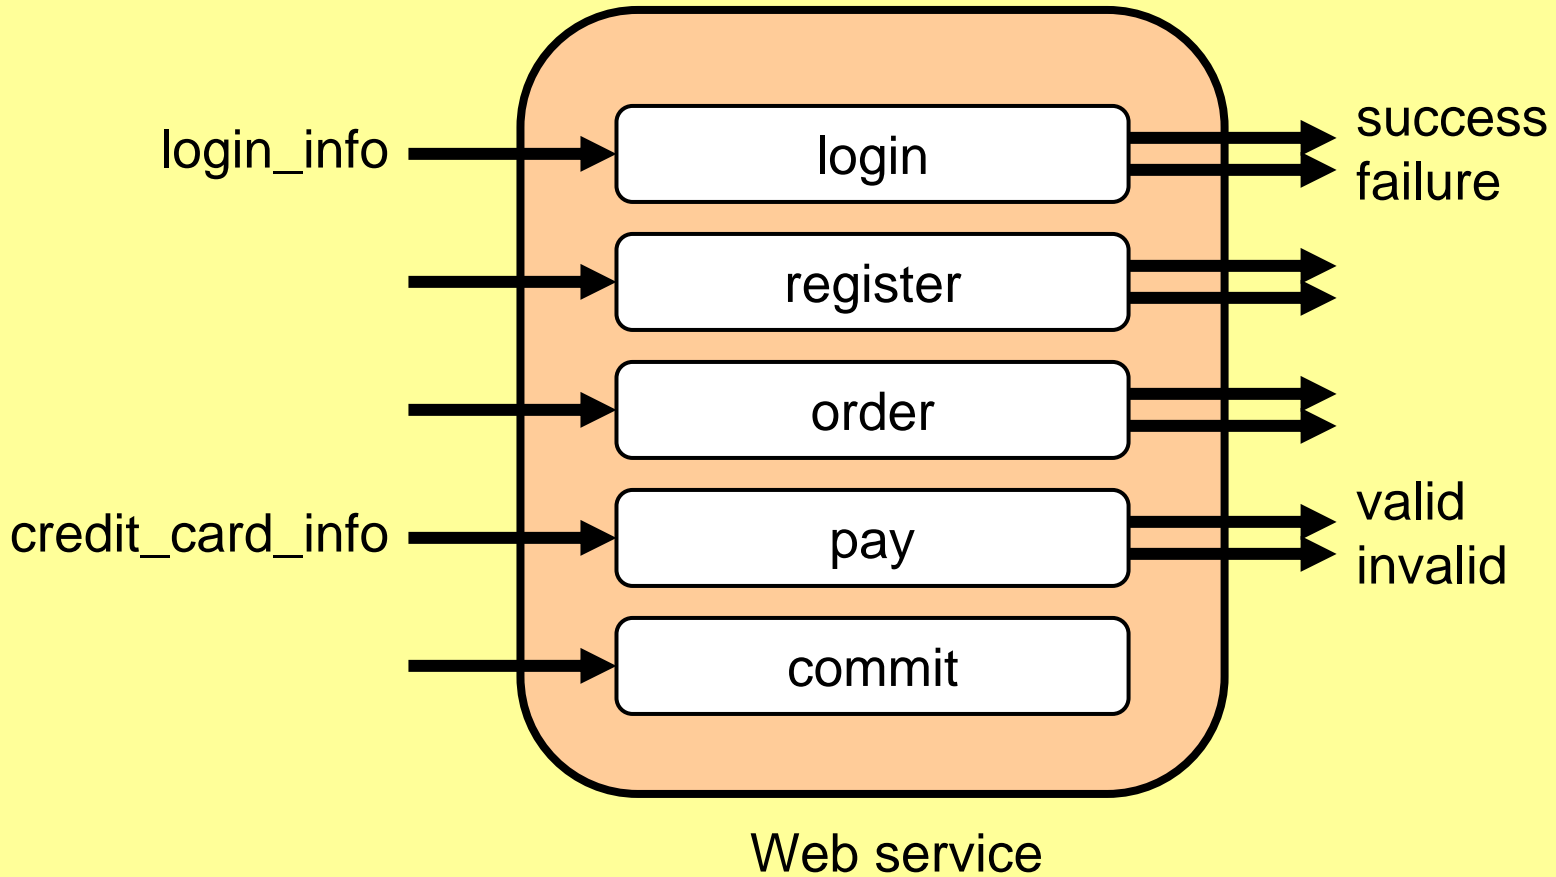 login_info
login
success
failure
register
order
credit_card_info
pay
valid
invalid
commit
Web service